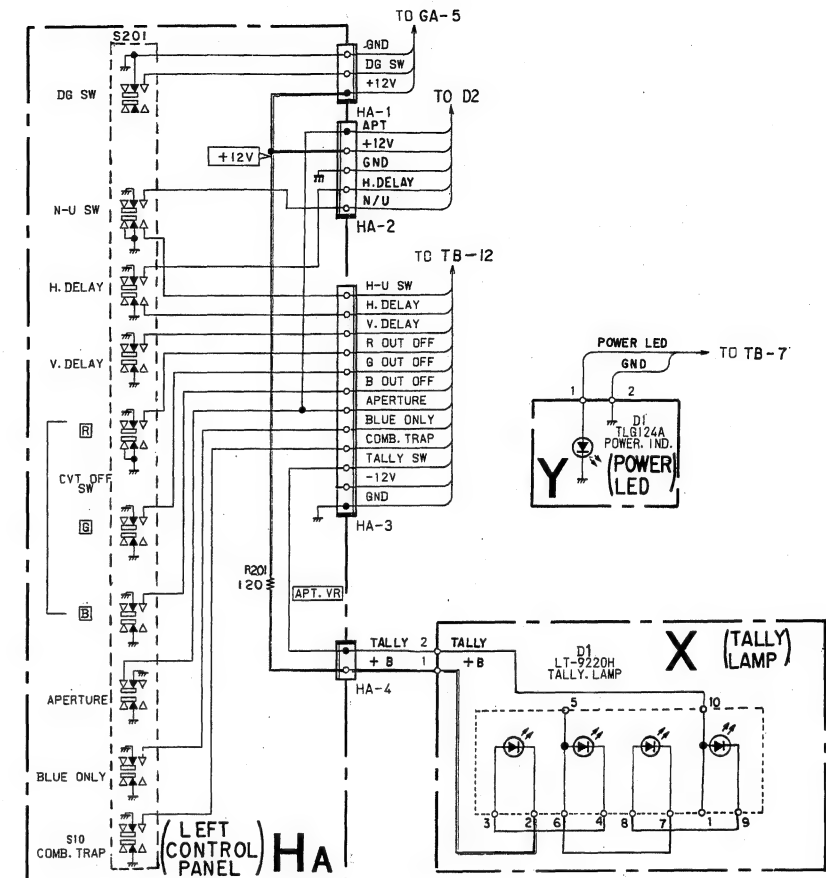 TO GA-5
S201
GND
DG SW
+12V
DG SW
HA-1
TO D2
APT
+12V
+12V
GND
H.DELAY
N/U
HA-2
N-U SW
TO TB-12
H-U SW
H. DELAY
H. DELAY
V. DELAY
R OUT OFF
V. DELAY
G OUT OFF
B OUT OFF
APERTURE
BLUE ONLY
COMB. TRAP
TALLY SW
-12V
GND
HA-3
R
CVT OFF
SW
G
B
R201
120
APT. VR
TALLY 2
+ B 1
HA-4
APERTURE
BLUE ONLY
S10
COMB. TRAP
(LEFT
CONTROL
PANEL)
HA
POWER LED
GND
TO TB-7
1
2
D1
TLG124A
POWER. IND.
Y
(POWER
LED)
TALLY
+B
D1
LT-9220H
TALLY. LAMP
X
(TALLY
LAMP)
5
10
3 2 6 4 8 7 1 9